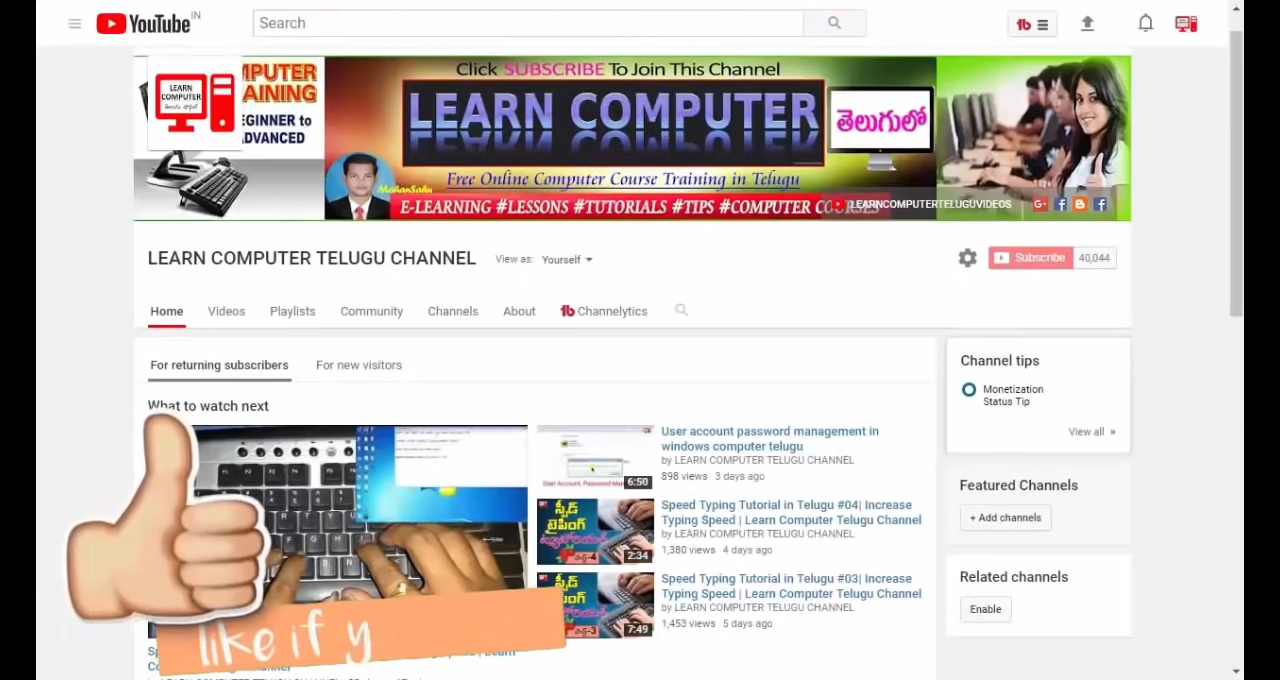 YouTube IN
Search
Click SUBSCRIBE To Join This Channel
LEARN
COMPUTER
BEGINNER to
ADVANCED
LEARN COMPUTER
తెలుగులో
Free Online Computer Course Training in Telugu
E-LEARNING #LESSONS #TUTORIALS #TIPS #COMPUTER COURSES
LEARNCOMPUTERTELUGUVIDEOS
LEARN COMPUTER TELUGU CHANNEL
View as: Yourself
Subscribe 40,044
Home Videos Playlists Community Channels About Channelytics
For returning subscribers For new visitors
What to watch next
User account password management in
windows computer telugu
by LEARN COMPUTER TELUGU CHANNEL
898 views 3 days ago
6:50
Speed Typing Tutorial in Telugu #04| Increase
Typing Speed | Learn Computer Telugu Channel
by LEARN COMPUTER TELUGU CHANNEL
1,380 views 4 days ago
స్పీడ్
టైపింగ్
2:34
Speed Typing Tutorial in Telugu #03| Increase
Typing Speed | Learn Computer Telugu Channel
by LEARN COMPUTER TELUGU CHANNEL
1,453 views 5 days ago
7:49
like if y
Channel tips
Monetization
Status Tip
View all »
Featured Channels
+ Add channels
Related channels
Enable